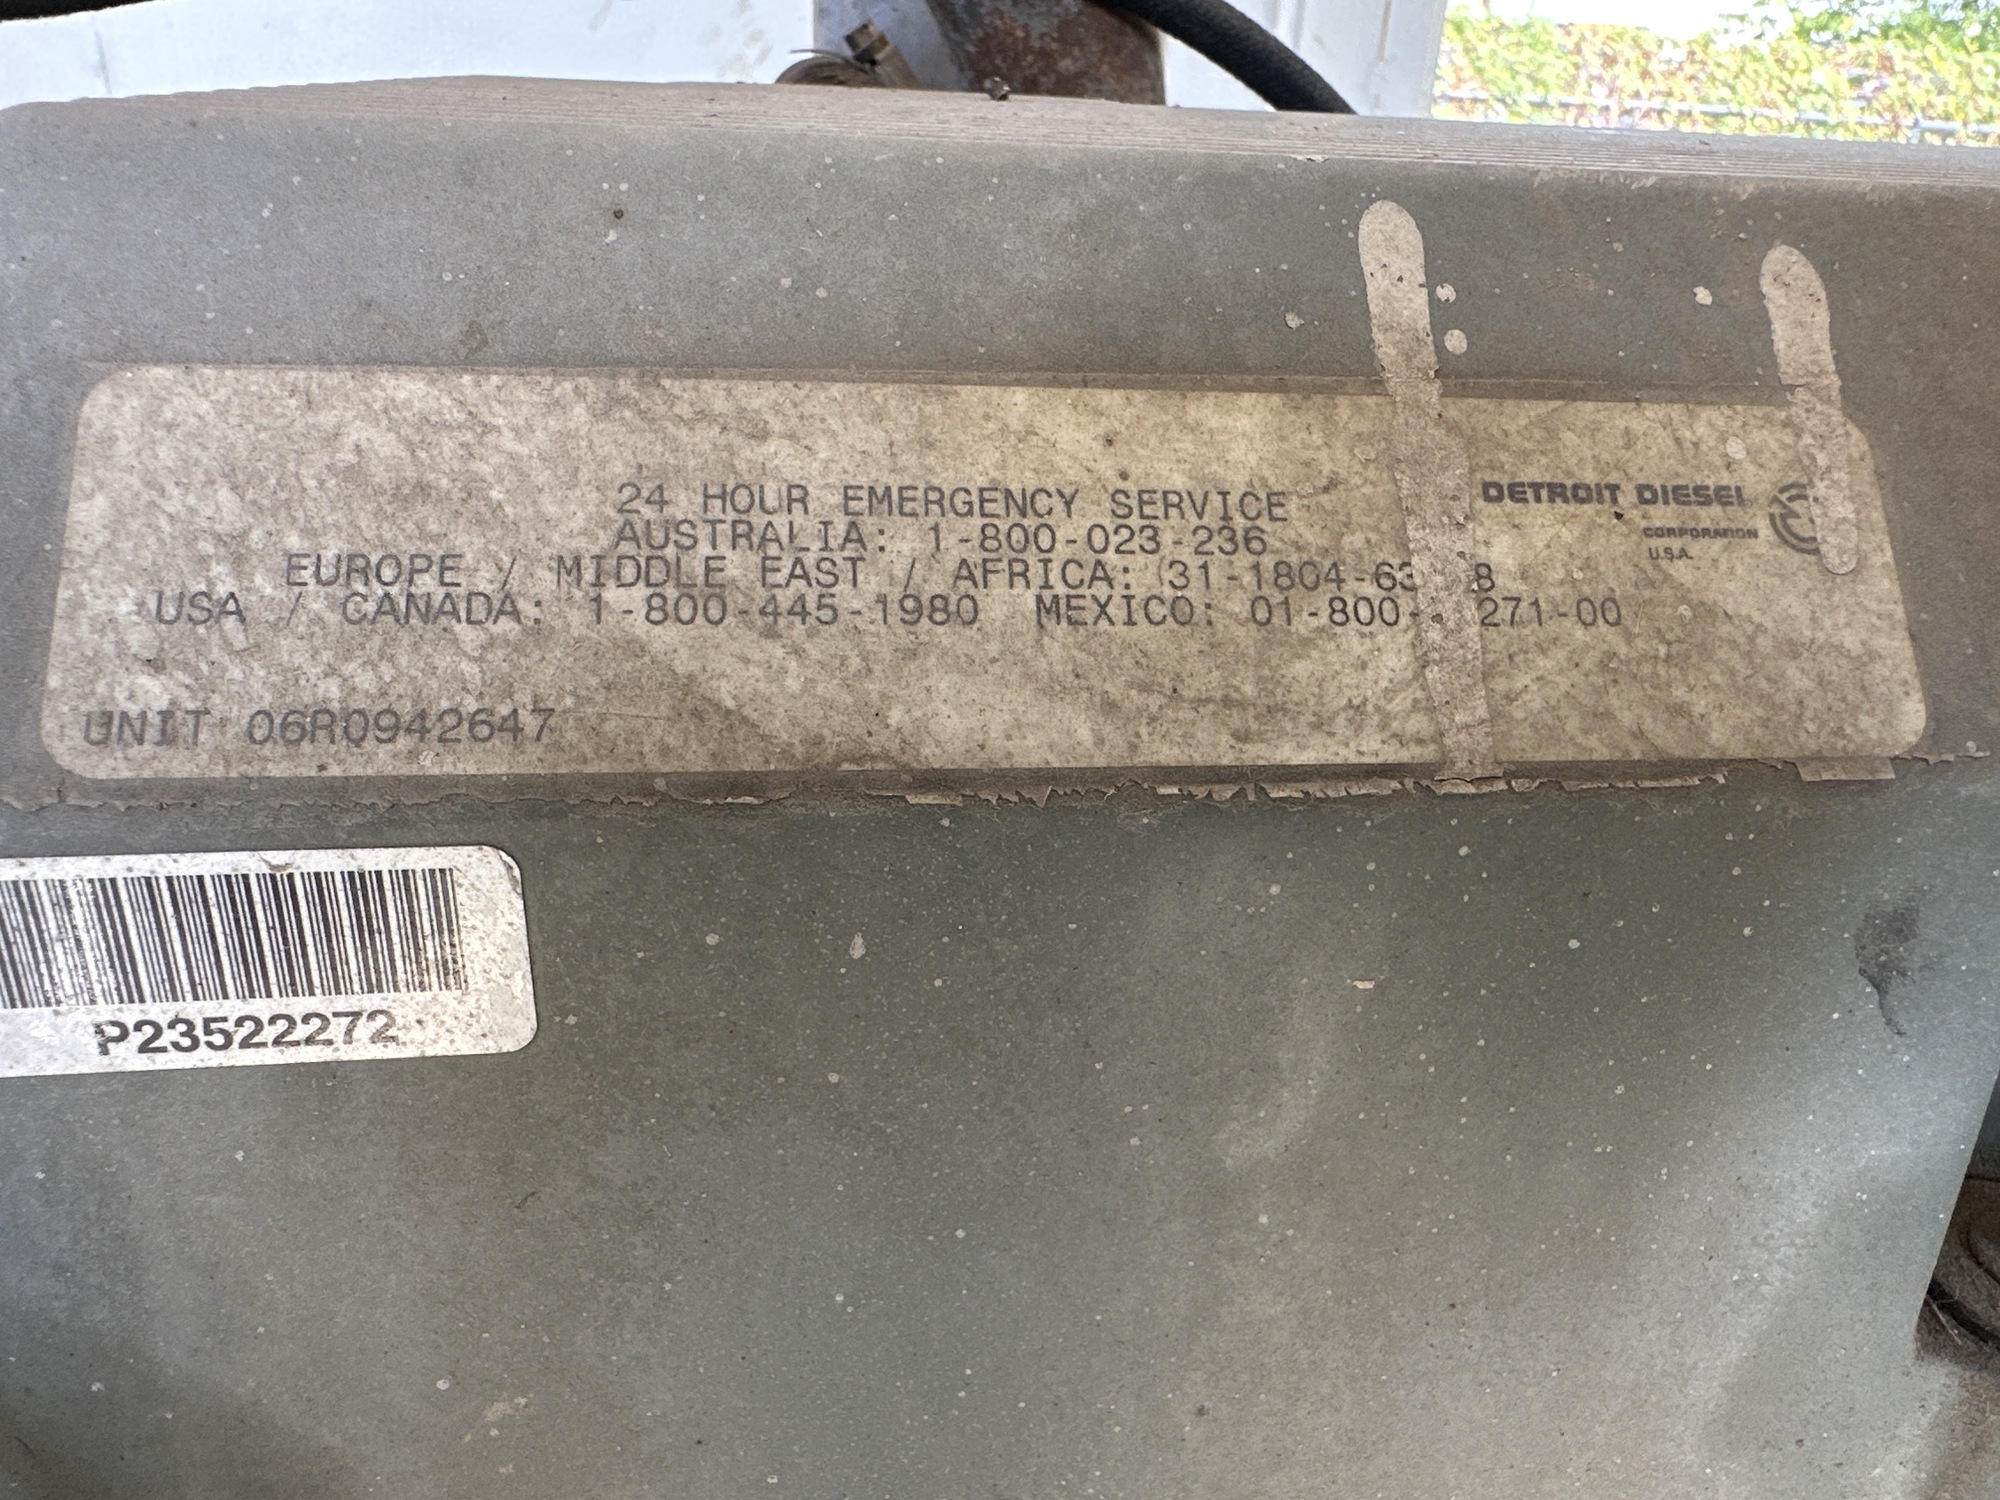 24 HOUR EMERGENCY SERVICE
AUSTRALIA: 1-800-023-236
EUROPE / MIDDLE EAST / AFRICA:
USA / CANADA: 1-800-445-1980 MEXICO:
DETROIT DIESEL
CORPORATION
U.S.A.
UNIT 06R0942647
P23522272